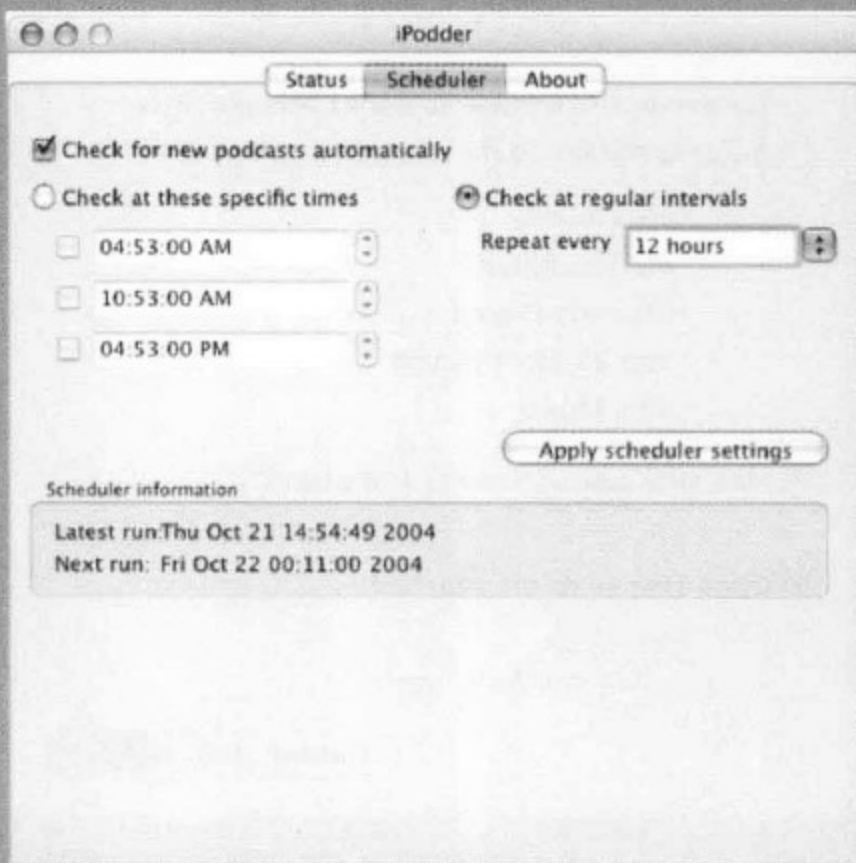 iPodder
Status Scheduler About
Check for new podcasts automatically
Check at these specific times
Check at regular intervals
04:53:00 AM
Repeat every 12 hours
10:53:00 AM
04:53:00 PM
Apply scheduler settings
Scheduler information
Latest run:Thu Oct 21 14:54:49 2004
Next run: Fri Oct 22 00:11:00 2004